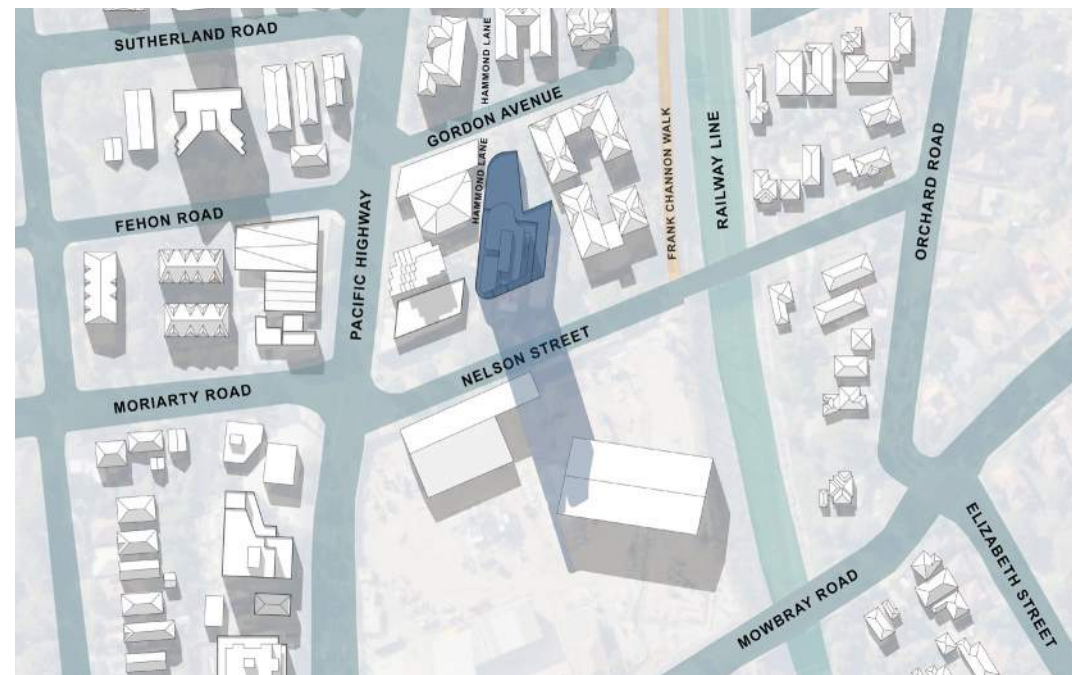 SUTHERLAND ROAD
HAMMOND LANE
GORDON AVENUE
HAMMOND LANE
FRANK CHANNON WALK
RAILWAY LINE
ORCHARD ROAD
FEHON ROAD
PACIFIC HIGHWAY
NELSON STREET
MORIARTY ROAD
ELIZABETH STREET
MOWBRAY ROAD